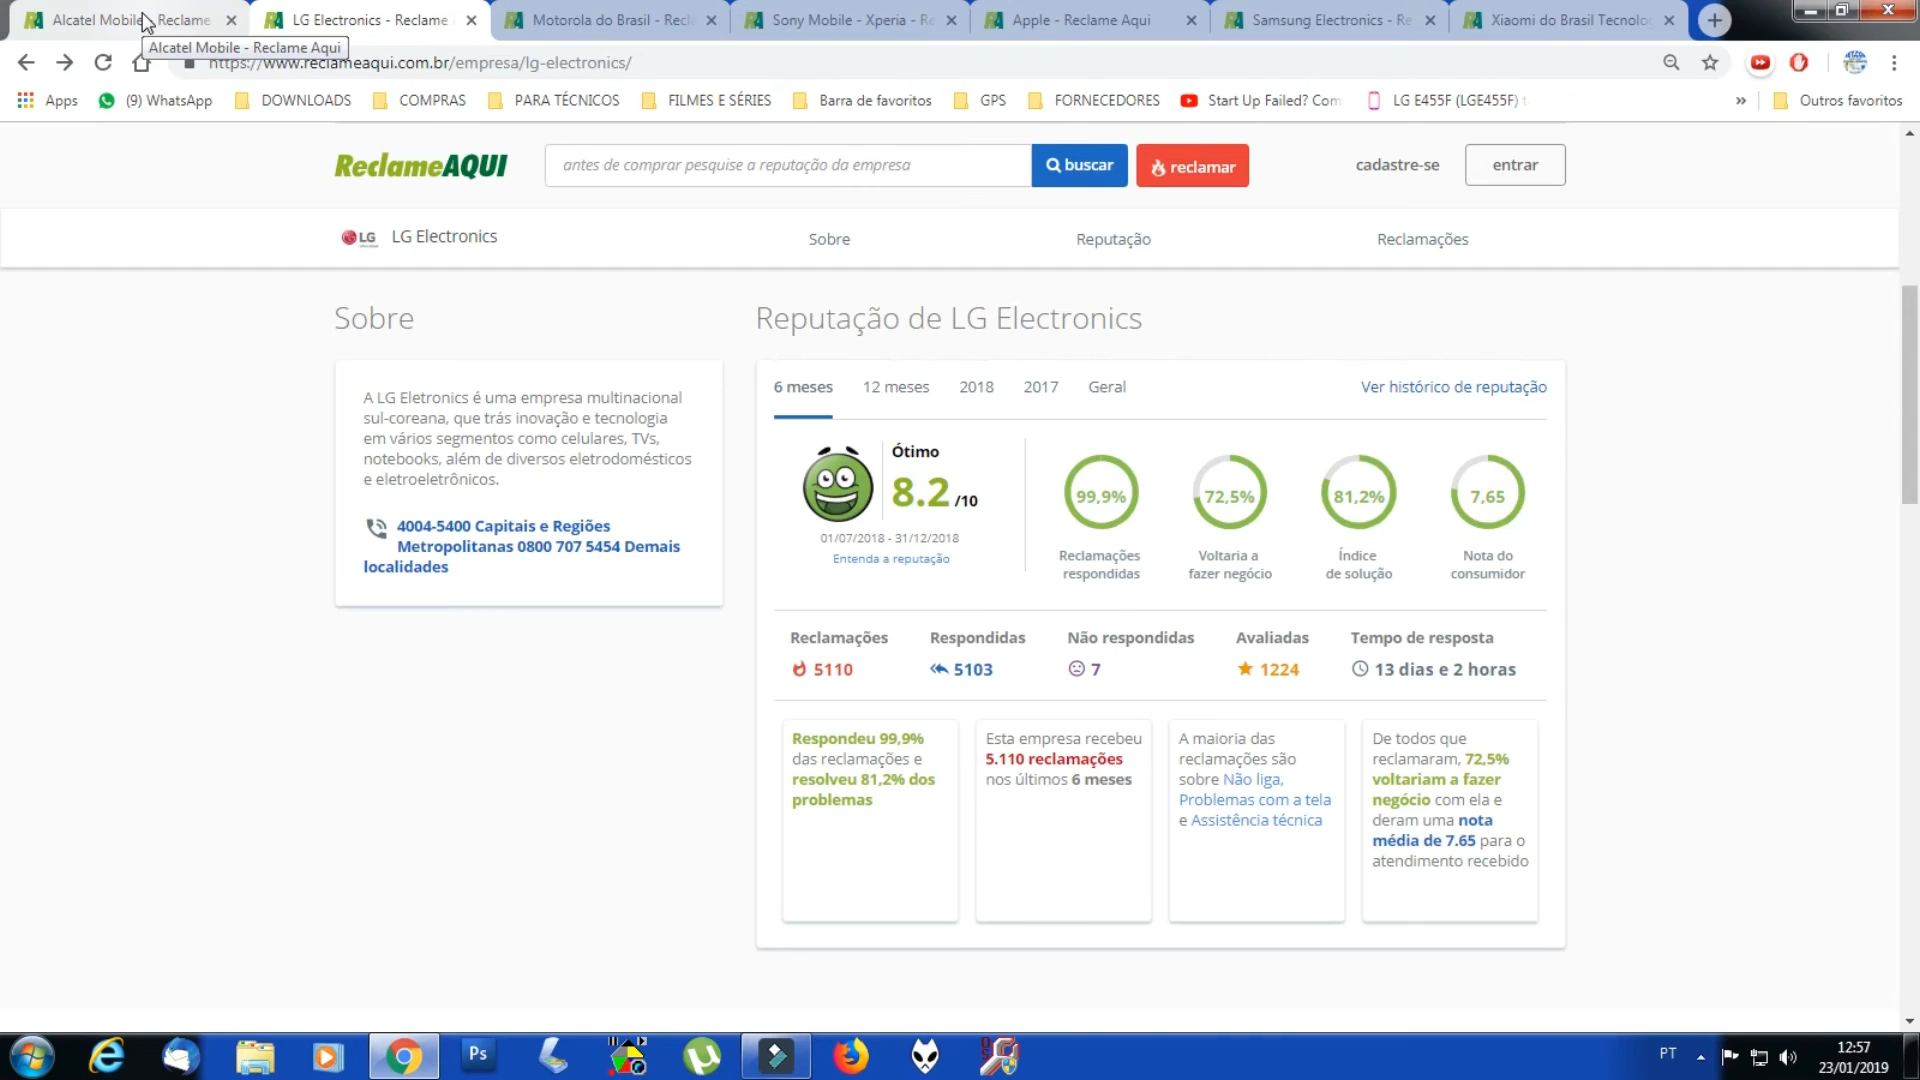 Alcatel Mobile - Reclame
LG Electronics - Reclame
Motorola do Brasil - Recl
Sony Mobile - Xperia - Re
Apple - Reclame Aqui
Samsung Electronics - Re
Xiaomi do Brasil Tecnolo
Alcatel Mobile - Reclame Aqui
https://www.reclameaqui.com.br/empresa/lg-electronics/
Apps
(9) WhatsApp
DOWNLOADS
COMPRAS
PARA TÉCNICOS
FILMES E SÉRIES
Barra de favoritos
GPS
FORNECEDORES
Start Up Failed? Com
LG E455F (LGE455F) t
»
Outros favoritos
ReclameAQUI
antes de comprar pesquise a reputação da empresa
buscar
reclamar
cadastre-se
entrar
LG
LG Electronics
Sobre
Reputação
Reclamações
Sobre
A LG Eletronics é uma empresa multinacional
sul-coreana, que trás inovação e tecnologia
em vários segmentos como celulares, TVs,
notebooks, além de diversos eletrodomésticos
e eletroeletrônicos.
4004-5400 Capitais e Regiões
Metropolitanas 0800 707 5454 Demais
localidades
Reputação de LG Electronics
6 meses
12 meses
2018
2017
Geral
Ver histórico de reputação
Ótimo
8.2 /10
01/07/2018 - 31/12/2018
Entenda a reputação
99,9%
Reclamações
respondidas
72,5%
Voltaria a
fazer negócio
81,2%
Índice
de solução
7,65
Nota do
consumidor
Reclamações
5110
Respondidas
5103
Não respondidas
7
Avaliadas
1224
Tempo de resposta
13 dias e 2 horas
Respondeu 99,9%
das reclamações e
resolveu 81,2% dos
problemas
Esta empresa recebeu
5.110 reclamações
nos últimos 6 meses
A maioria das
reclamações são
sobre Não liga,
Problemas com a tela
e Assistência técnica
De todos que
reclamaram, 72,5%
voltariam a fazer
negócio com ela e
deram uma nota
média de 7.65 para o
atendimento recebido
Ps
PT
12:57
23/01/2019